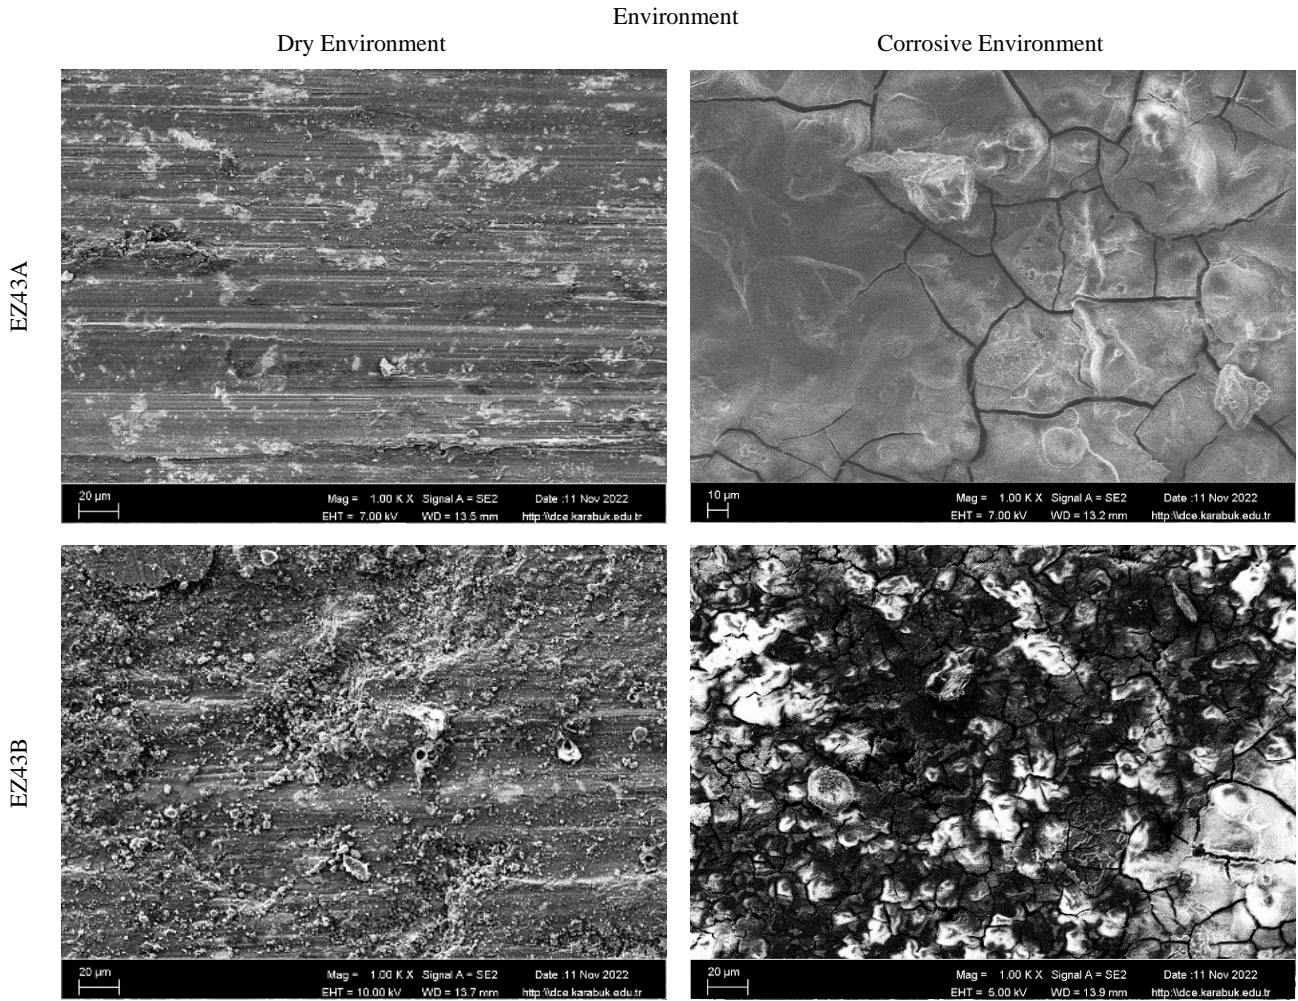 Environment
Dry Environment
Corrosive Environment
EZ43A
20 µm
Mag = 1.00 K X Signal A = SE2 Date :11 Nov 2022
EHT = 7.00 kV WD = 13.5 mm http:\\dce.karabuk.edu.tr
10 µm
Mag = 1.00 K X Signal A = SE2 Date :11 Nov 2022
EHT = 7.00 kV WD = 13.2 mm http:\\dce.karabuk.edu.tr
EZ43B
20 µm
Mag = 1.00 K X Signal A = SE2 Date :11 Nov 2022
EHT = 10.00 kV WD = 13.7 mm http:\\dce.karabuk.edu.tr
20 µm
Mag = 1.00 K X Signal A = SE2 Date :11 Nov 2022
EHT = 5.00 kV WD = 13.9 mm http:\\dce.karabuk.edu.tr